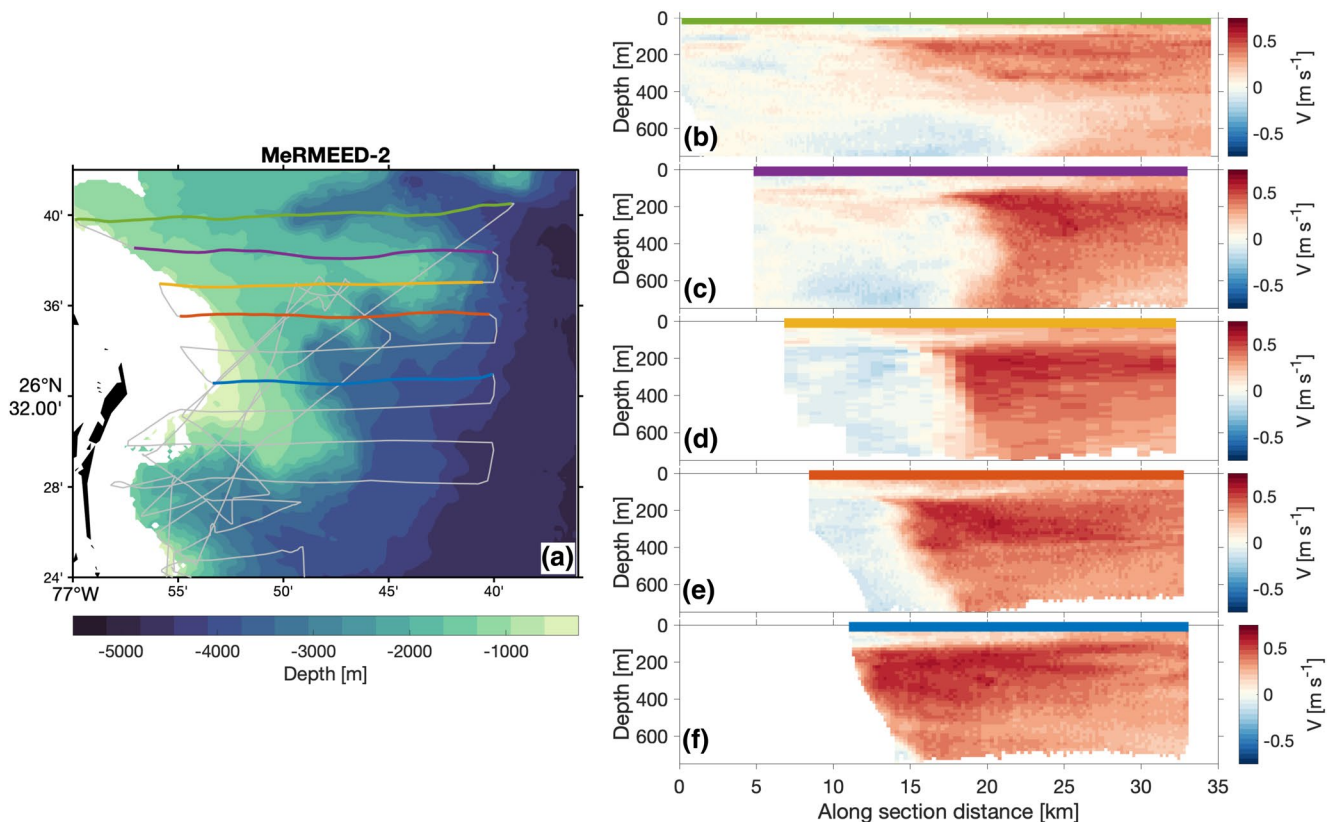 MeRMEED-2
40'
36'
26°N
32.00'
28'
24'
77°W
55'
50'
45'
40'
(a)
-5000
-4000
-3000
-2000
-1000
Depth [m]
0
200
400
600
Depth [m]
(b)
0.5
0
-0.5
V [m s⁻¹]
0
200
400
600
Depth [m]
(c)
0.5
0
-0.5
V [m s⁻¹]
0
200
400
600
Depth [m]
(d)
0.5
0
-0.5
V [m s⁻¹]
0
200
400
600
Depth [m]
(e)
0.5
0
-0.5
V [m s⁻¹]
0
200
400
600
Depth [m]
(f)
0.5
0
-0.5
V [m s⁻¹]
0
5
10
15
20
25
30
35
Along section distance [km]